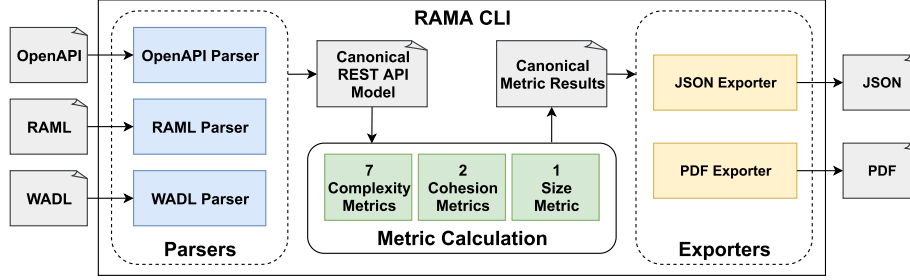 RAMA CLI
OpenAPI
OpenAPI Parser
RAML
RAML Parser
WADL
WADL Parser
Parsers
Canonical
REST API
Model
Canonical
Metric Results
7
Complexity
Metrics
2
Cohesion
Metrics
1
Size
Metric
Metric Calculation
JSON Exporter
PDF Exporter
Exporters
JSON
PDF